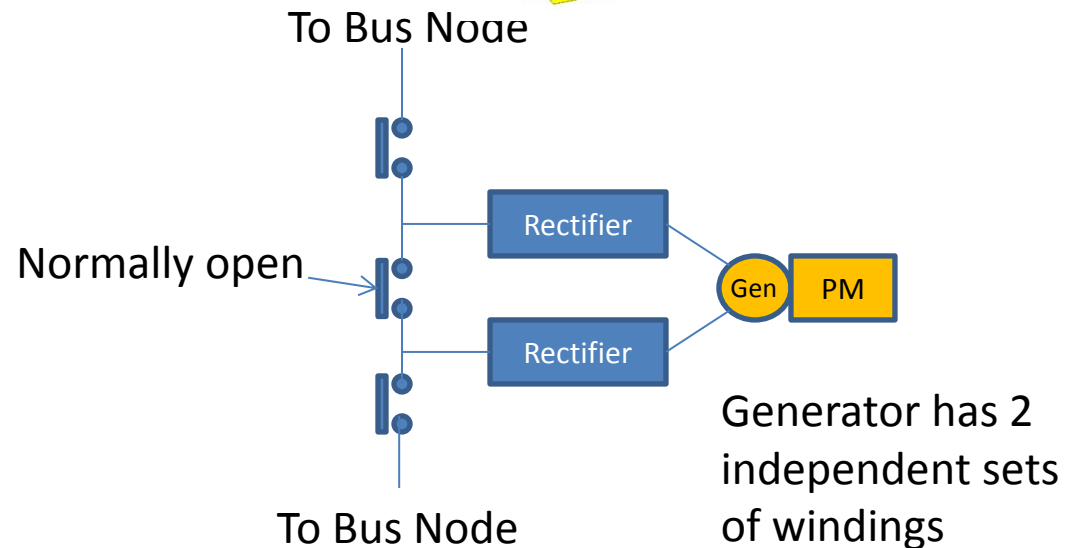 To Bus Node
Rectifier
Normally open
Gen
PM
Rectifier
Generator has 2
independent sets
of windings
To Bus Node